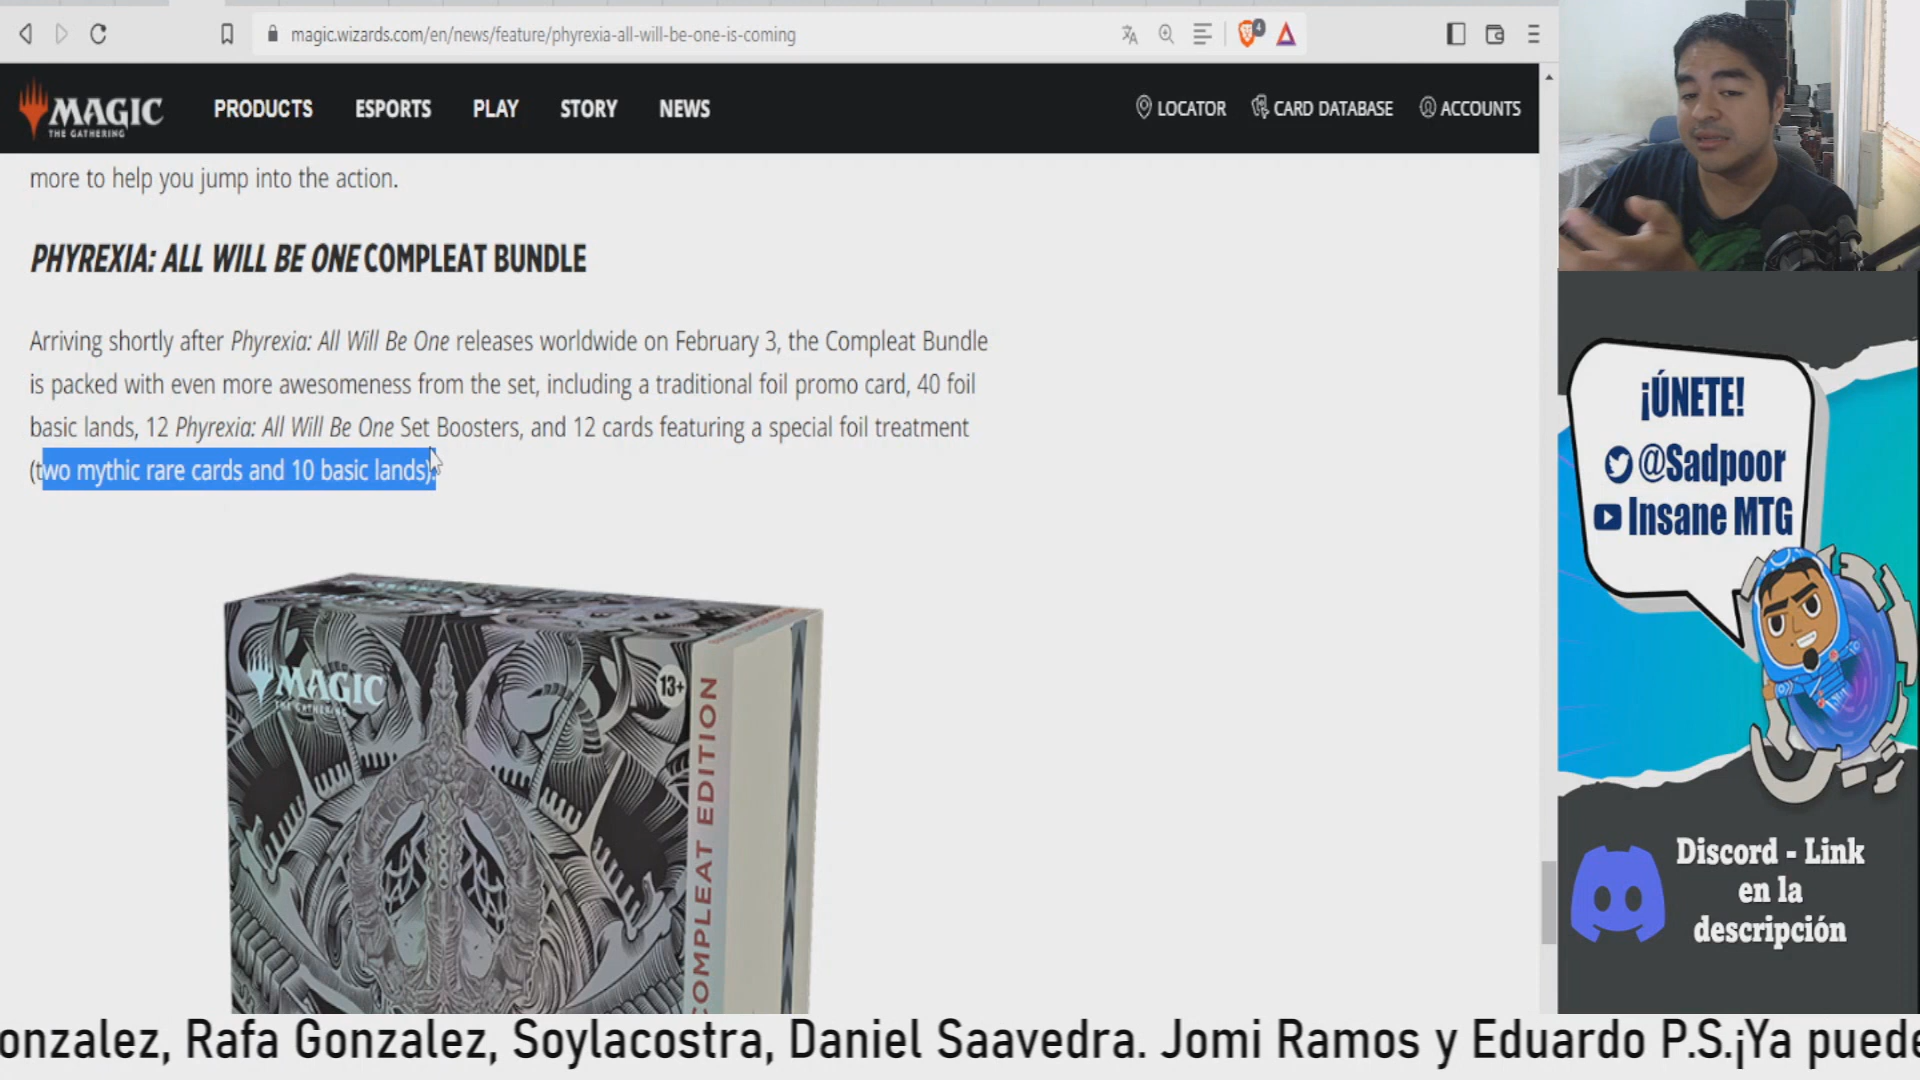 magic.wizards.com/en/news/feature/phyrexia-all-will-be-one-is-coming
4
MAGIC
THE GATHERING
PRODUCTS ESPORTS PLAY STORY NEWS
LOCATOR CARD DATABASE ACCOUNTS
more to help you jump into the action.
PHYREXIA: ALL WILL BE ONE COMPLEAT BUNDLE
Arriving shortly after Phyrexia: All Will Be One releases worldwide on February 3, the Compleat Bundle
is packed with even more awesomeness from the set, including a traditional foil promo card, 40 foil
basic lands, 12 Phyrexia: All Will Be One Set Boosters, and 12 cards featuring a special foil treatment
(two mythic rare cards and 10 basic lands).
MAGIC
THE GATHERING
13+
COMPLEAT EDITION
¡ÚNETE!
@Sadpoor
Insane MTG
Discord - Link
en la
descripción
onzalez, Rafa Gonzalez, Soylacostra, Daniel Saavedra. Jomi Ramos y Eduardo P.S.¡Ya puede